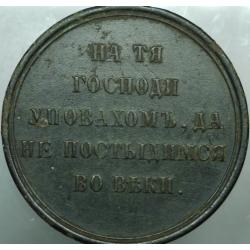 НА ТЯ
ГОСПОДИ
УПОВАХОМЪ, ДА
НЕ ПОСТЫДИМСЯ
ВО ВѢКИ.